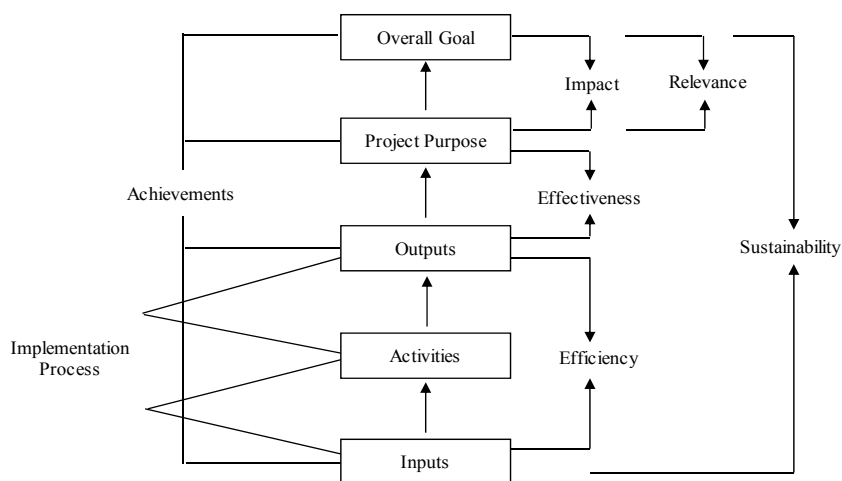 Overall Goal
Impact
Relevance
Project Purpose
Achievements
Effectiveness
Outputs
Sustainability
Implementation
Process
Activities
Efficiency
Inputs